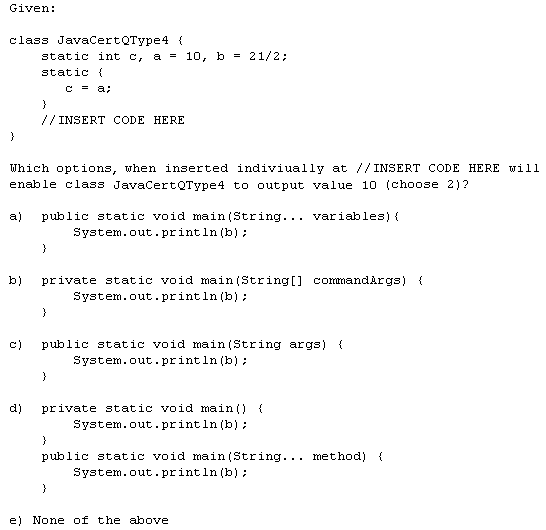 Given:
class JavaCertQType4 {
static int c, a = 10, b = 21/2;
static {
c = a;
}
//INSERT CODE HERE
}
Which options, when inserted indiviually at //INSERT CODE HERE will
enable class JavaCertQType4 to output value 10 (choose 2)?
a) public static void main(String... variables){
System.out.println(b);
}
b) private static void main(String[] commandArgs) {
System.out.println(b);
}
c) public static void main(String args) {
System.out.println(b);
}
d) private static void main() {
System.out.println(b);
}
public static void main(String... method) {
System.out.println(b);
}
e) None of the above